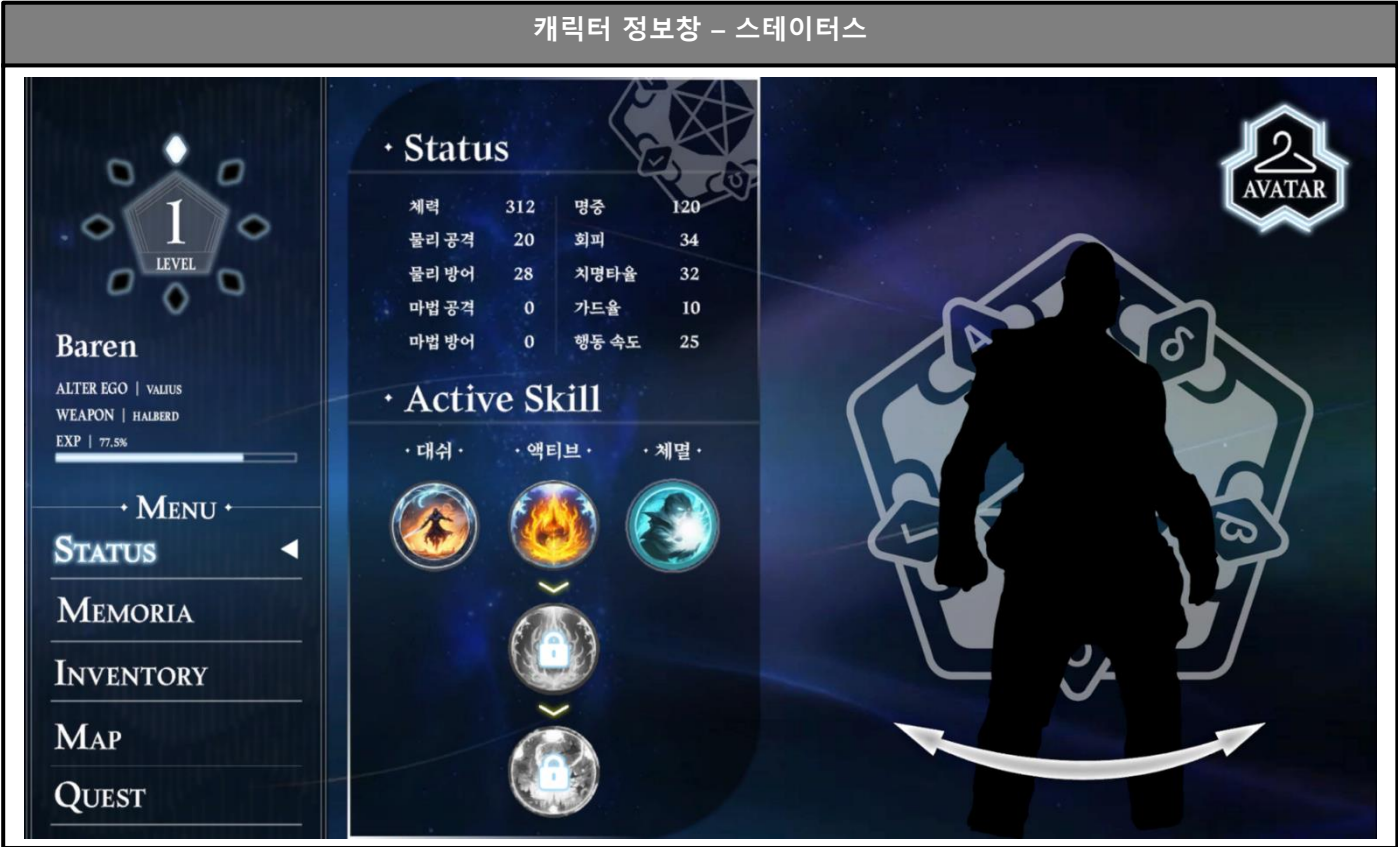 캐릭터 정보창 – 스테이터스
1
LEVEL
Baren
ALTER EGO | VALIUS
WEAPON | HALBERD
EXP | 77.5%
· MENU ·
STATUS
MEMORIA
INVENTORY
MAP
QUEST
· Status
체력 312 명중 120
물리 공격 20 회피 34
물리 방어 28 치명타율 32
마법 공격 0 가드율 10
마법 방어 0 행동 속도 25
· Active Skill
· 대쉬 · · 액티브 · · 체멸 ·
AVATAR
A
δ
B